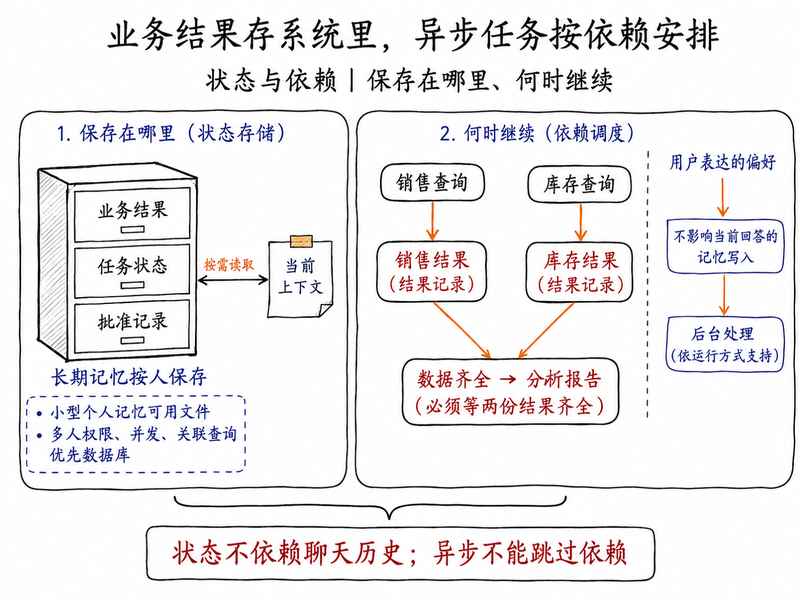 业务结果存系统里，异步任务按依赖安排
状态与依赖 | 保存在哪里、何时继续
1. 保存在哪里（状态存储）
业务结果
任务状态
批准记录
按需读取
当前
上下文
长期记忆按人保存
• 小型个人记忆可用文件
• 多人权限、并发、关联查询
优先数据库
2. 何时继续（依赖调度）
销售查询
库存查询
销售结果
（结果记录）
库存结果
（结果记录）
数据齐全 → 分析报告
（必须等两份结果齐全）
用户表达的偏好
不影响当前回答的
记忆写入
后台处理
（依运行方式支持）
状态不依赖聊天历史；异步不能跳过依赖